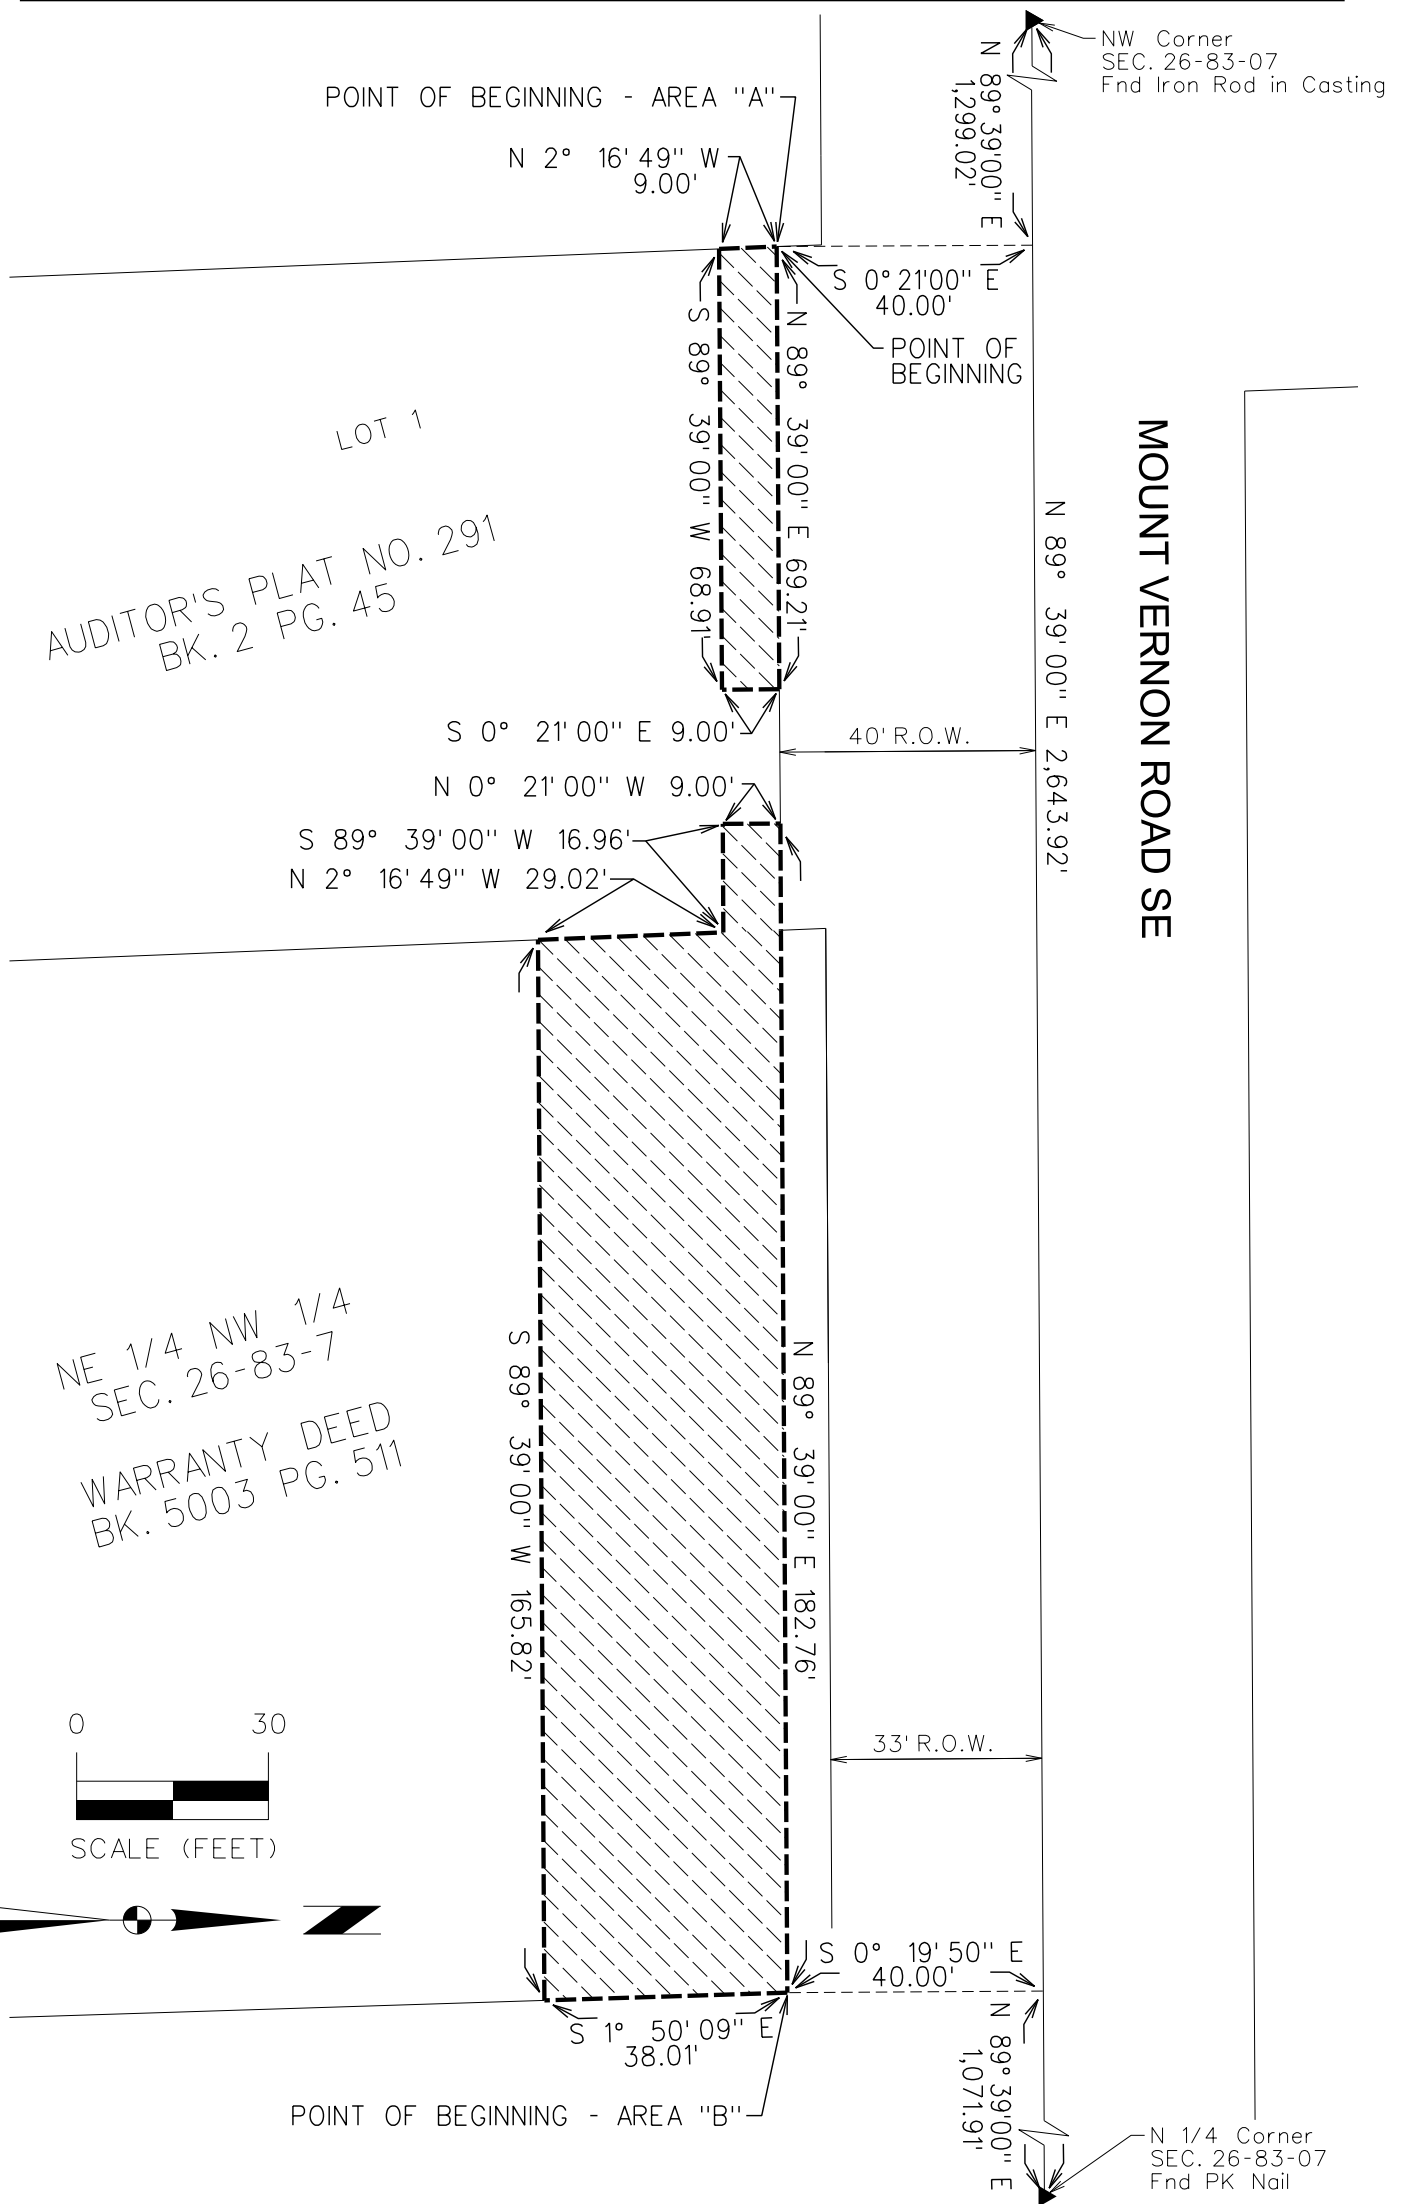 NW Corner
SEC. 26-83-07
Fnd Iron Rod in Casting
N 89° 39'00" E
1,299.02'
POINT OF BEGINNING - AREA "A"
N 2° 16'49" W
9.00'
S 0° 21'00" E
40.00'
POINT OF
BEGINNING
S 89° 39'00" W 68.91'
N 89° 39'00" E 69.21'
LOT 1
AUDITOR'S PLAT NO. 291
BK. 2 PG. 45
MOUNT VERNON ROAD SE
N 89° 39'00" E 2,643.92'
S 0° 21'00" E 9.00'
40' R.O.W.
N 0° 21'00" W 9.00'
S 89° 39'00" W 16.96'
N 2° 16'49" W 29.02'
NE 1/4 NW 1/4
SEC. 26-83-7
WARRANTY DEED
BK. 5003 PG. 511
S 89° 39'00" W 165.82'
N 89° 39'00" E 182.76'
0 30
SCALE (FEET)
33' R.O.W.
N
S 0° 19'50" E
40.00'
S 1° 50'09" E
38.01'
N 89° 39'00" E
1,071.91'
POINT OF BEGINNING - AREA "B"
N 1/4 Corner
SEC. 26-83-07
Fnd PK Nail